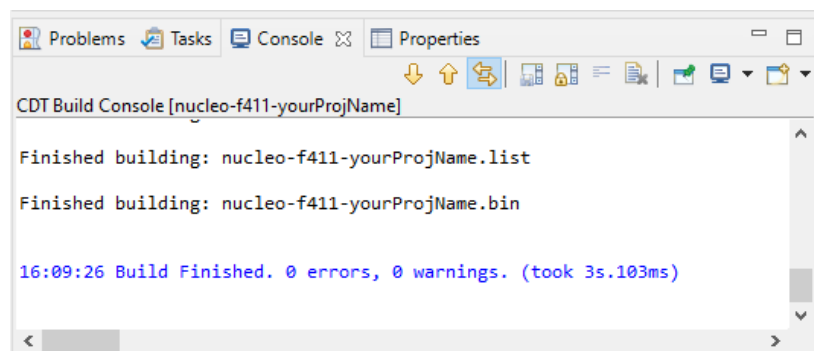 Problems Tasks Console Properties
CDT Build Console [nucleo-f411-yourProjName]
Finished building: nucleo-f411-yourProjName.list
Finished building: nucleo-f411-yourProjName.bin
16:09:26 Build Finished. 0 errors, 0 warnings. (took 3s.103ms)